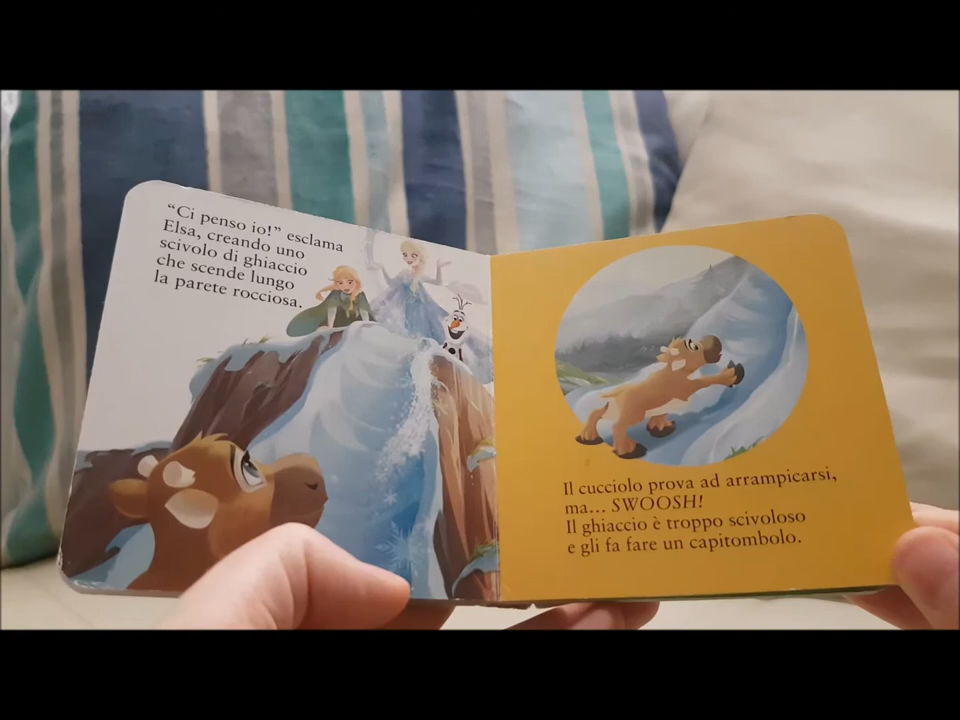 “Ci penso io!” esclama
Elsa, creando uno
scivolo di ghiaccio
che scende lungo
la parete rocciosa.
Il cucciolo prova ad arrampicarsi,
ma... SWOOSH!
Il ghiaccio è troppo scivoloso
e gli fa fare un capitombolo.